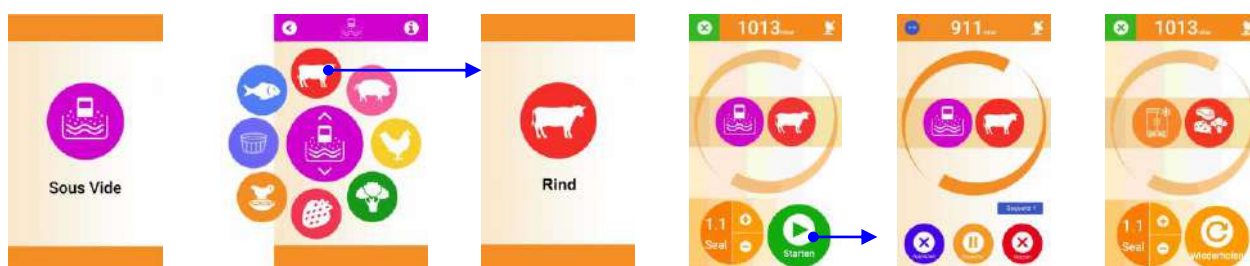 Sous Vide
Rind
1013
1.1
Seal
Starten
911
1013
1.1
Seal
Wiederholen